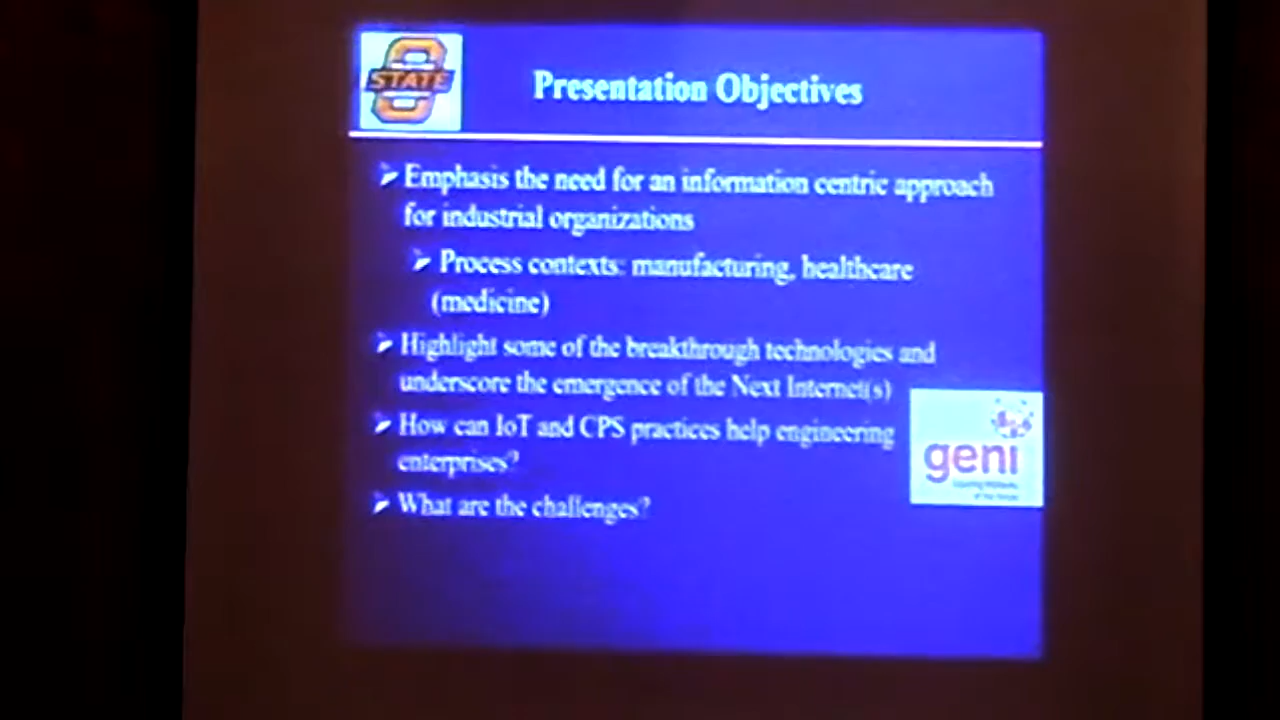 STATE
Presentation Objectives
➢ Emphasis the need for an information centric approach
for industrial organizations
➢ Process contexts: manufacturing, healthcare
(medicine)
➢ Highlight some of the breakthrough technologies and
underscore the emergence of the Next Internet(s)
➢ How can IoT and CPS practices help engineering
enterprises?
➢ What are the challenges?
geni